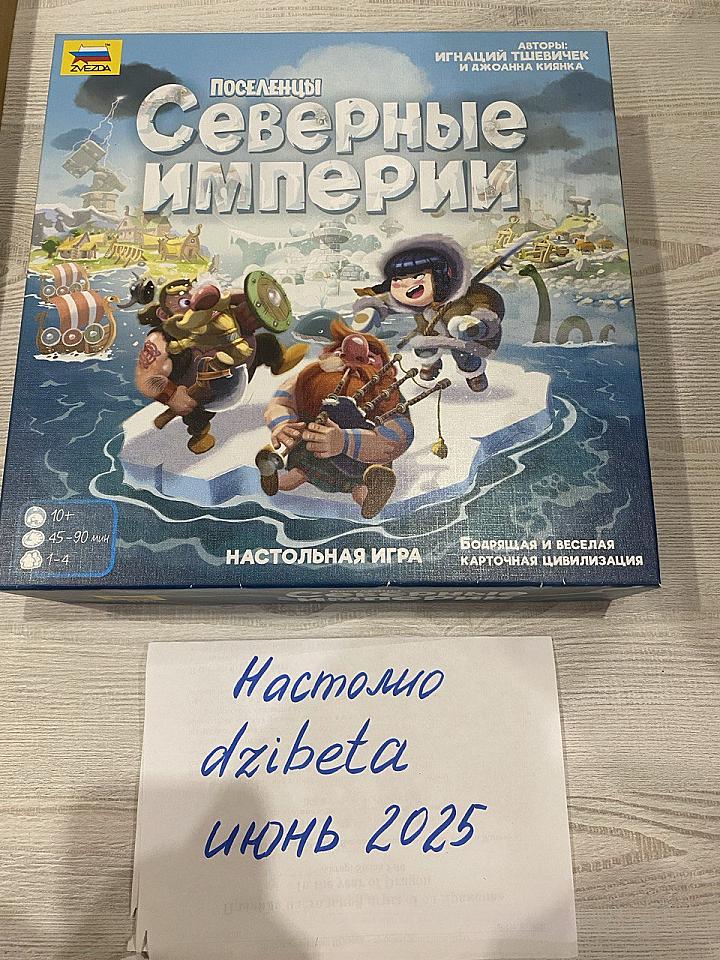 ZVEZDA
АВТОРЫ:
ИГНАЦИЙ ТШЕВИЧЕК
И ДЖОАННА КИЯНКА
ПОСЕЛЕНЦЫ
СЕВЕРНЫЕ
ИМПЕРИИ
10+
45-90 мин
1-4
НАСТОЛЬНАЯ ИГРА
БОДРЯЩАЯ И ВЕСЕЛАЯ
КАРТОЧНАЯ ЦИВИЛИЗАЦИЯ
Настолио
dzibeta
июнь 2025